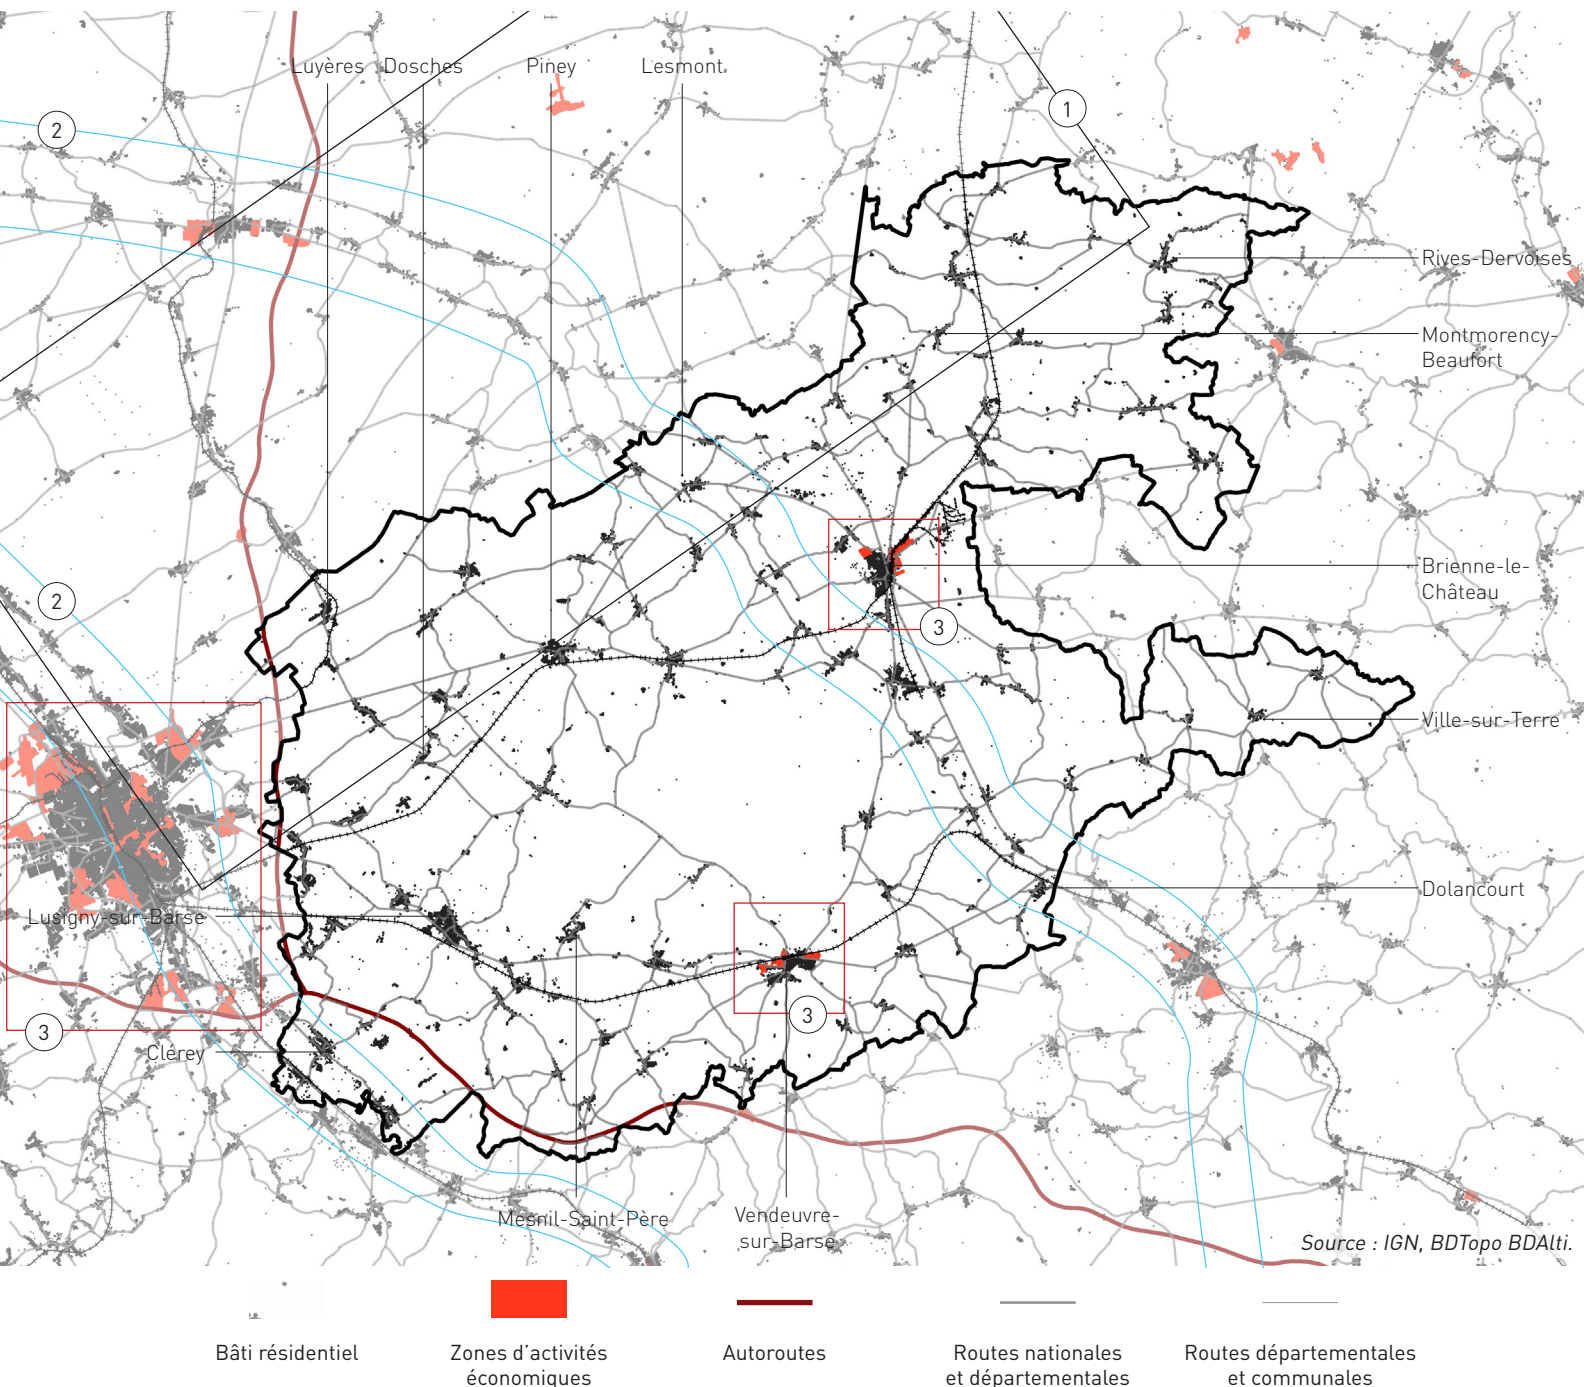 Luyères
Dosches
Piney
Lesmont
1
2
Rives-Dervoises
Montmorency-
Beaufort
Brienne-le-
Château
2
3
Ville-sur-Terre
Dolancourt
Lusigny-sur-Barse
3
3
Clérey
Mesnil-Saint-Père
Vendeuvre-
sur-Barse
Source : IGN, BDTopo BDAlti.
Bâti résidentiel
Zones d’activités
économiques
Autoroutes
Routes nationales
et départementales
Routes départementales
et communales